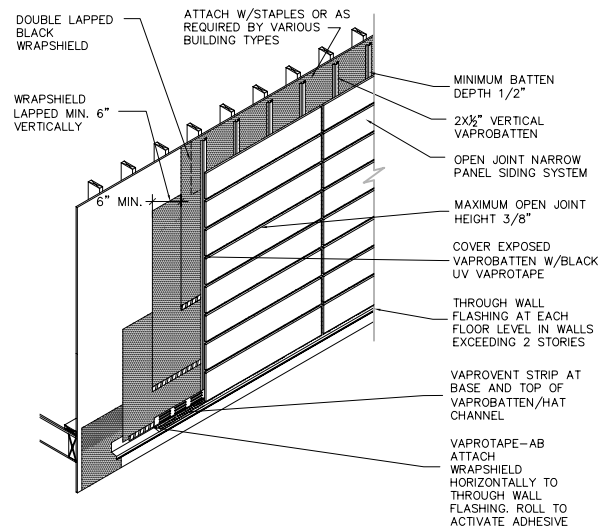 DOUBLE LAPPED
BLACK
WRAPSHIELD
ATTACH W/STAPLES OR AS
REQUIRED BY VARIOUS
BUILDING TYPES
WRAPSHIELD
LAPPED MIN. 6"
VERTICALLY
6" MIN.
MINIMUM BATTEN
DEPTH 1/2"
2X½" VERTICAL
VAPROBATTEN
OPEN JOINT NARROW
PANEL SIDING SYSTEM
MAXIMUM OPEN JOINT
HEIGHT 3/8"
COVER EXPOSED
VAPROBATTEN W/BLACK
UV VAPROTAPE
THROUGH WALL
FLASHING AT EACH
FLOOR LEVEL IN WALLS
EXCEEDING 2 STORIES
VAPROVENT STRIP AT
BASE AND TOP OF
VAPROBATTEN/HAT
CHANNEL
VAPROTAPE-AB
ATTACH
WRAPSHIELD
HORIZONTALLY TO
THROUGH WALL
FLASHING. ROLL TO
ACTIVATE ADHESIVE